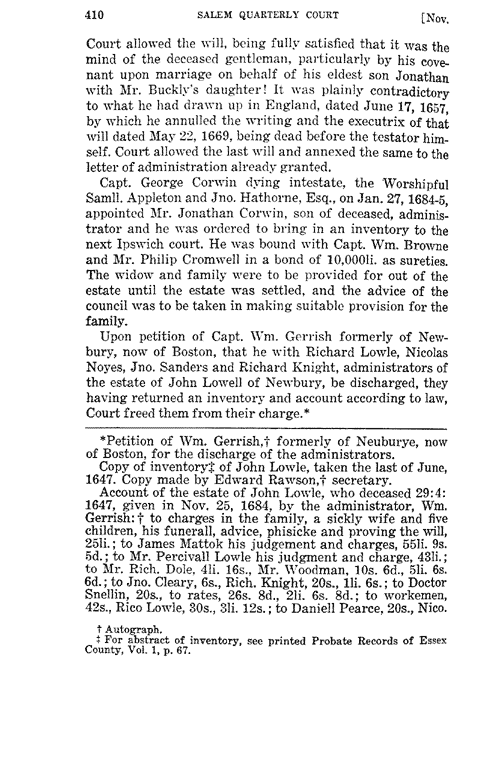 410 SALEM QUARTERLY COURT [Nov.
Court allowed the will, being fully satisfied that it was the
mind of the deceased gentleman, particularly by his cove-
nant upon marriage on behalf of his eldest son Jonathan
with Mr. Buckly's daughter! It was plainly contradictory
to what he had drawn up in England, dated June 17, 1657,
by which he annulled the writing and the executrix of that
will dated May 22, 1669, being dead before the testator him-
self. Court allowed the last will and annexed the same to the
letter of administration already granted.
Capt. George Corwin dying intestate, the Worshipful
Samll. Appleton and Jno. Hathorne, Esq., on Jan. 27, 1684-5,
appointed Mr. Jonathan Corwin, son of deceased, adminis-
trator and he was ordered to bring in an inventory to the
next Ipswich court. He was bound with Capt. Wm. Browne
and Mr. Philip Cromwell in a bond of 10,000li. as sureties.
The widow and family were to be provided for out of the
estate until the estate was settled, and the advice of the
council was to be taken in making suitable provision for the
family.
Upon petition of Capt. Wm. Gerrish formerly of New-
bury, now of Boston, that he with Richard Lowle, Nicolas
Noyes, Jno. Sanders and Richard Knight, administrators of
the estate of John Lowell of Newbury, be discharged, they
having returned an inventory and account according to law,
Court freed them from their charge.*
*Petition of Wm. Gerrish,† formerly of Neuburye, now
of Boston, for the discharge of the administrators.
Copy of inventory‡ of John Lowle, taken the last of June,
1647. Copy made by Edward Rawson,† secretary.
Account of the estate of John Lowle, who deceased 29:4:
1647, given in Nov. 25, 1684, by the administrator, Wm.
Gerrish:† to charges in the family, a sickly wife and five
children, his funerall, advice, phisicke and proving the will,
25li.; to James Mattok his judgement and charges, 55li. 9s.
5d.; to Mr. Percivall Lowle his judgment and charge, 43li.;
to Mr. Rich. Dole, 4li. 16s., Mr. Woodman, 10s. 6d., 5li. 6s.
6d.; to Jno. Cleary, 6s., Rich. Knight, 20s., 1li. 6s.; to Doctor
Snellin, 20s., to rates, 26s. 8d., 2li. 6s. 8d.; to workemen,
42s., Rico Lowle, 30s., 3li. 12s.; to Daniell Pearce, 20s., Nico.
† Autograph.
‡ For abstract of inventory, see printed Probate Records of Essex
County, Vol. 1, p. 67.